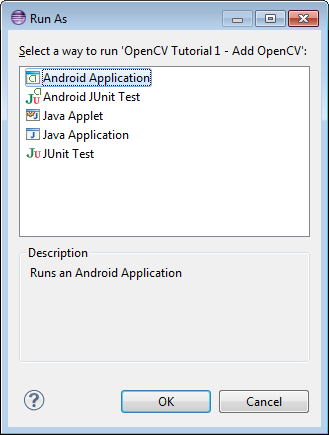 Run As
Select a way to run 'OpenCV Tutorial 1 - Add OpenCV':
Android Application
Android JUnit Test
Java Applet
Java Application
JUnit Test
Description
Runs an Android Application
OK
Cancel